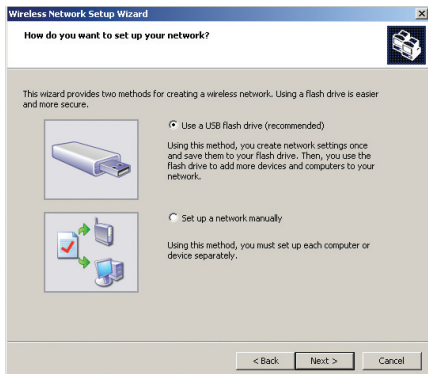 Wireless Network Setup Wizard
How do you want to set up your network?
This wizard provides two methods for creating a wireless network. Using a flash drive is easier
and more secure.
Use a USB flash drive (recommended)
Using this method, you create network settings once
and save them to your flash drive. Then, you use the
flash drive to add more devices and computers to your
network.
Set up a network manually
Using this method, you must set up each computer or
device separately.
< Back
Next >
Cancel